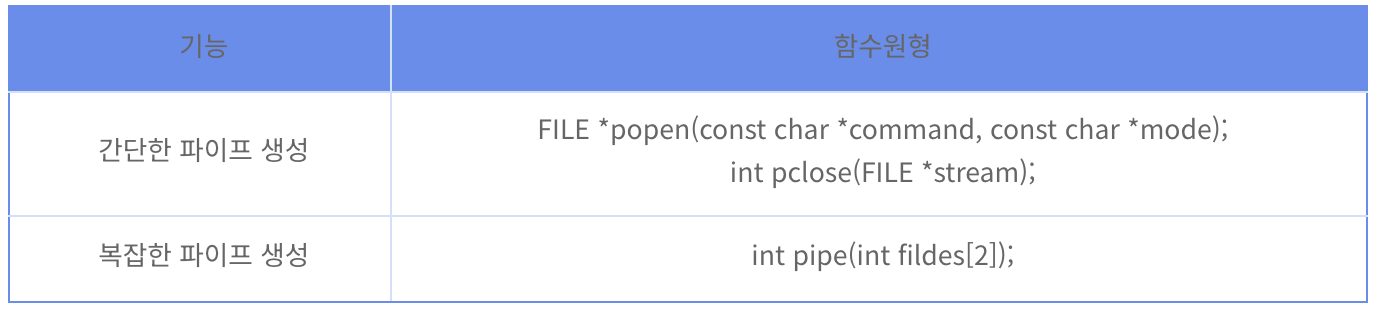 기능
함수원형
간단한 파이프 생성
FILE *popen(const char *command, const char *mode);
int pclose(FILE *stream);
복잡한 파이프 생성
int pipe(int fildes[2]);